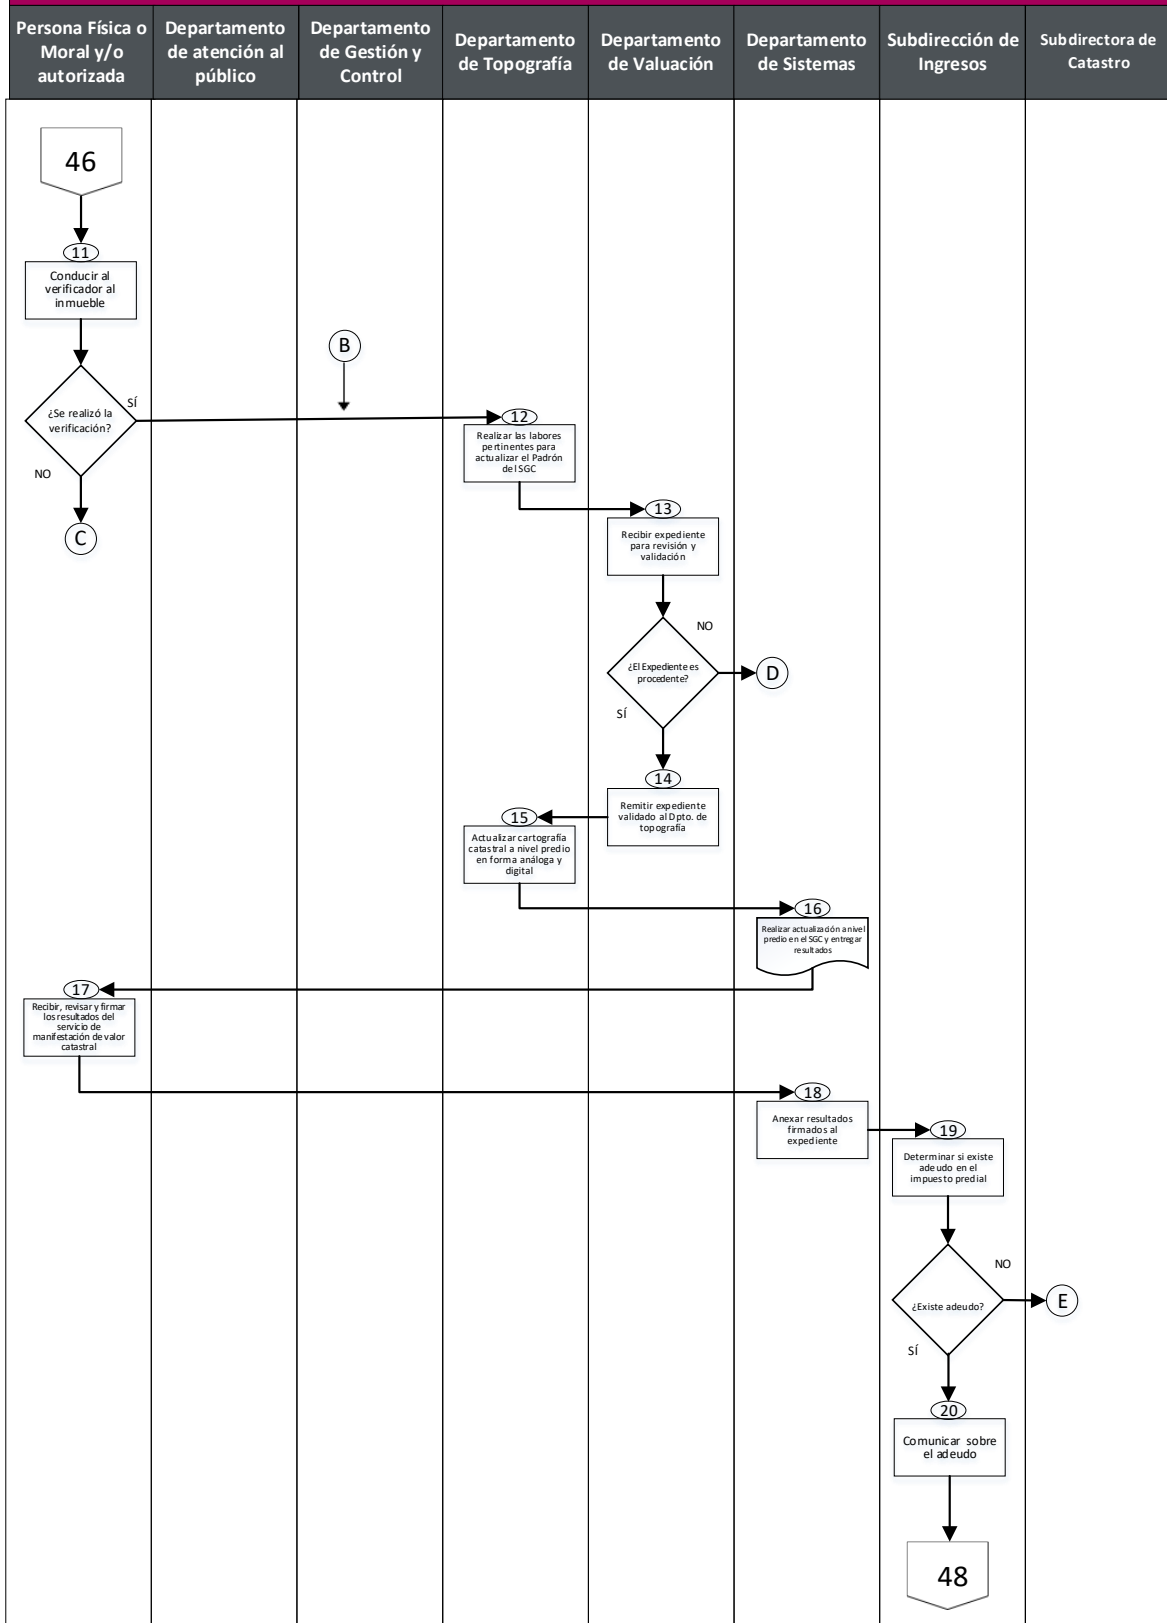 Persona Física o
Moral y/o
autorizada
Departamento
de atención al
público
Departamento
de Gestión y
Control
Departamento
de Topografía
Departamento
de Valuación
Departamento
de Sistemas
Subdirección de
Ingresos
Subdirectora de
Catastro
46
11
Conducir al
verificador al
inmueble
B
¿Se realizó la
verificación?
SÍ
NO
C
12
Realizar las labores
pertinentes para
actualizar el Padrón
del SGC
13
Recibir expediente
para revisión y
validación
NO
¿El Expediente es
procedente?
D
SÍ
14
Remitir expediente
validado al Dpto. de
topografía
15
Actualizar cartografía
catastral a nivel predio
en forma análoga y
digital
16
Realizar actualización a nivel
predio en el SGC y entregar
resultados
17
Recibir, revisar y firmar
los resultados del
servicio de
manifestación de valor
catastral
18
Anexar resultados
firmados al
expediente
19
Determinar si existe
adeudo en el
impuesto predial
NO
¿Existe adeudo?
E
SÍ
20
Comunicar sobre
el adeudo
48